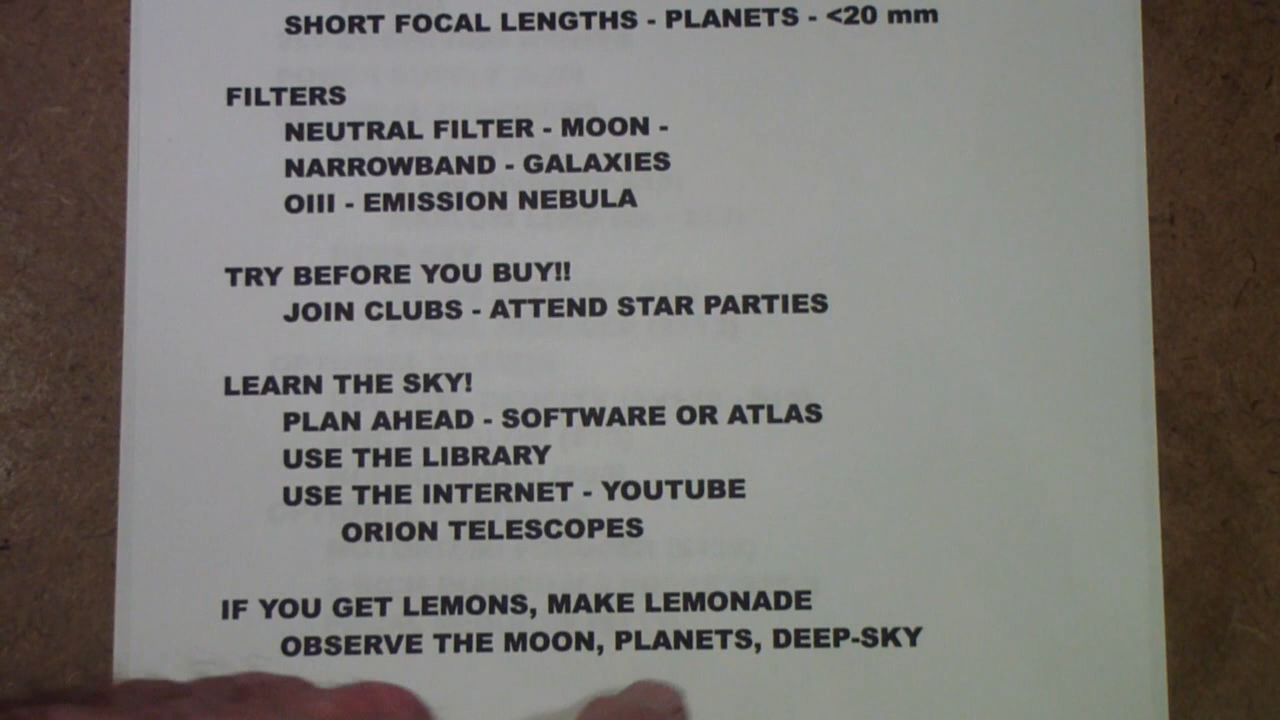 SHORT FOCAL LENGTHS - PLANETS - <20 mm
FILTERS
NEUTRAL FILTER - MOON -
NARROWBAND - GALAXIES
OIII - EMISSION NEBULA
TRY BEFORE YOU BUY!!
JOIN CLUBS - ATTEND STAR PARTIES
LEARN THE SKY!
PLAN AHEAD - SOFTWARE OR ATLAS
USE THE LIBRARY
USE THE INTERNET - YOUTUBE
ORION TELESCOPES
IF YOU GET LEMONS, MAKE LEMONADE
OBSERVE THE MOON, PLANETS, DEEP-SKY